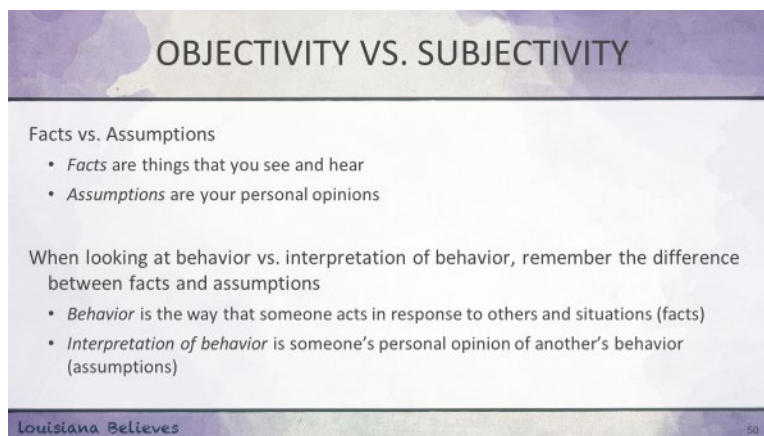 OBJECTIVITY VS. SUBJECTIVITY
Facts vs. Assumptions
• Facts are things that you see and hear
• Assumptions are your personal opinions
When looking at behavior vs. interpretation of behavior, remember the difference
between facts and assumptions
• Behavior is the way that someone acts in response to others and situations (facts)
• Interpretation of behavior is someone’s personal opinion of another’s behavior
(assumptions)
Louisiana Believes
50